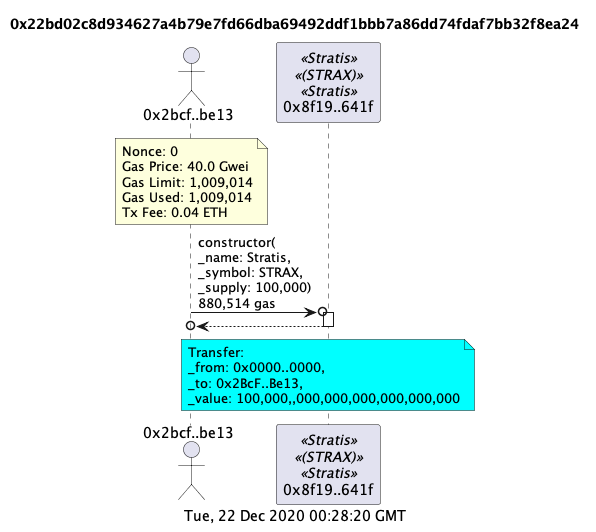 0x22bd02c8d934627a4b79e7fd66dba69492ddf1bbb7a86dd74fdaf7bb32f8ea24
«Stratis»
«(STRAX)»
«Stratis»
0x2bcf..be13
0x8f19..641f
Nonce: 0
Gas Price: 40.0 Gwei
Gas Limit: 1,009,014
Gas Used: 1,009,014
Tx Fee: 0.04 ETH
constructor(
_name: Stratis,
_symbol: STRAX,
_supply: 100,000)
880,514 gas
Transfer:
_from: 0x0000..0000,
_to: 0x2BcF..Be13,
_value: 100,000,,000,000,000,000,000,000
0x2bcf..be13
«Stratis»
«(STRAX)»
«Stratis»
0x8f19..641f
Tue, 22 Dec 2020 00:28:20 GMT